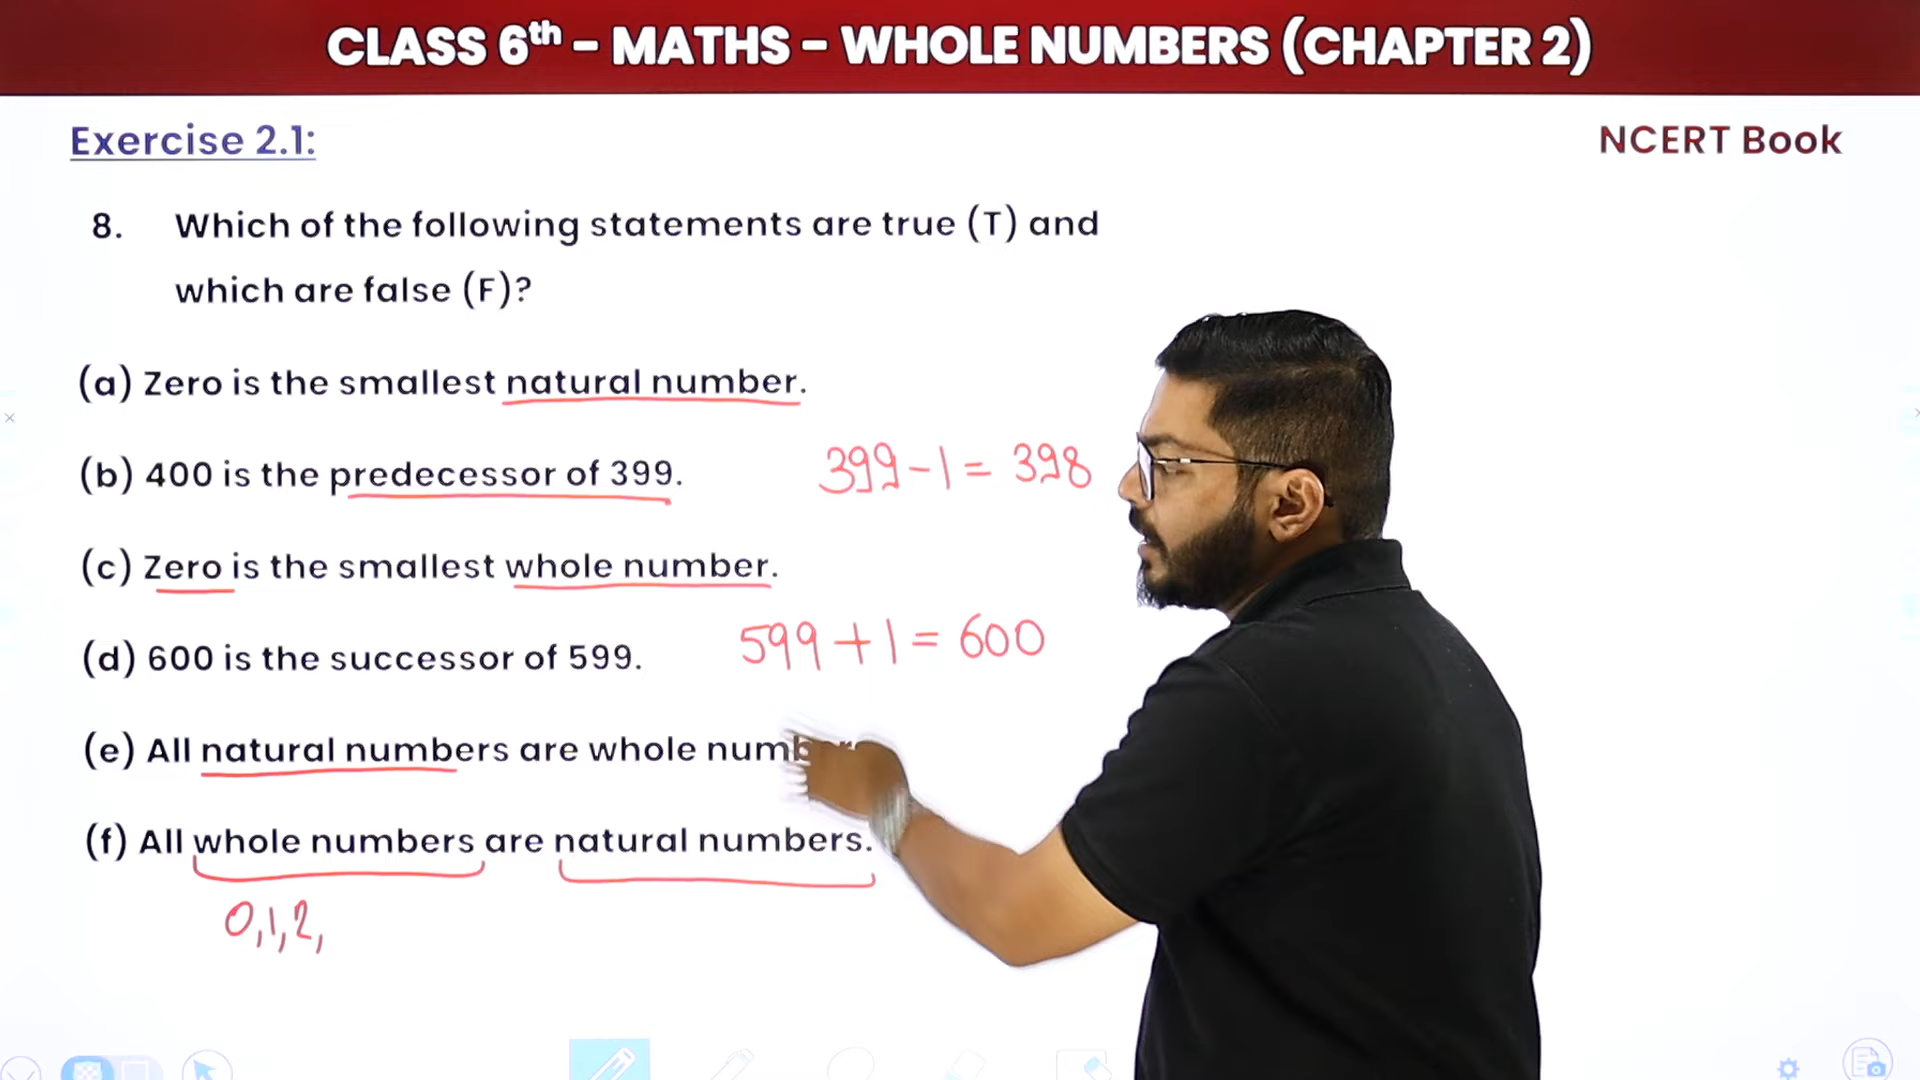 CLASS 6th - MATHS - WHOLE NUMBERS (CHAPTER 2)
Exercise 2.1:
NCERT Book
8. Which of the following statements are true (T) and
which are false (F)?
(a) Zero is the smallest natural number.
(b) 400 is the predecessor of 399.
399 - 1 = 398
(c) Zero is the smallest whole number.
(d) 600 is the successor of 599.
599 + 1 = 600
(e) All natural numbers are whole
(f) All whole numbers are natural numbers.
0, 1, 2,